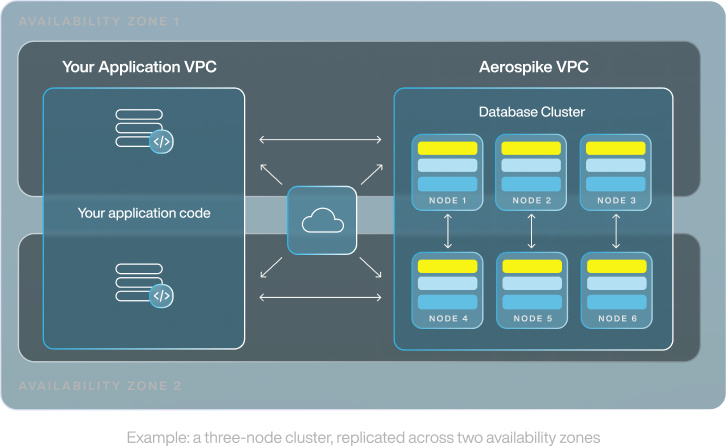 AVAILABILITY ZONE 1
Your Application VPC
Aerospike VPC
Database Cluster
</>
NODE 1
NODE 2
NODE 3
Your application code
</>
NODE 4
NODE 5
NODE 6
AVAILABILITY ZONE 2
Example: a three-node cluster, replicated across two availability zones